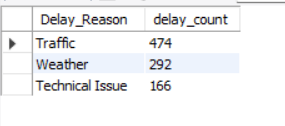 Delay_Reason delay_count
Traffic 474
Weather 292
Technical Issue 166